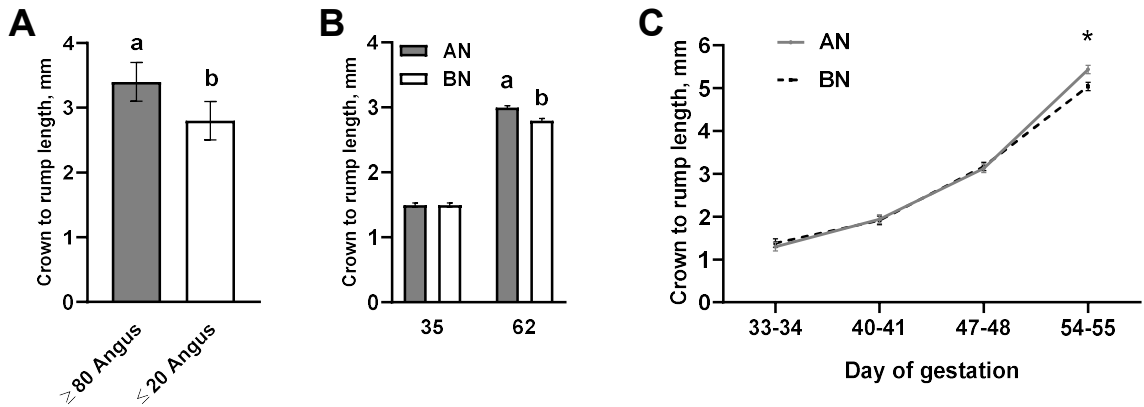 A
Crown to rump length, mm
4
3
2
1
0
a
b
≥80 Angus
≤20 Angus
B
Crown to rump length, mm
4
3
2
1
0
AN
BN
a
b
35
62
C
Crown to rump length, mm
6
5
4
3
2
1
0
AN
BN
*
33-34
40-41
47-48
54-55
Day of gestation